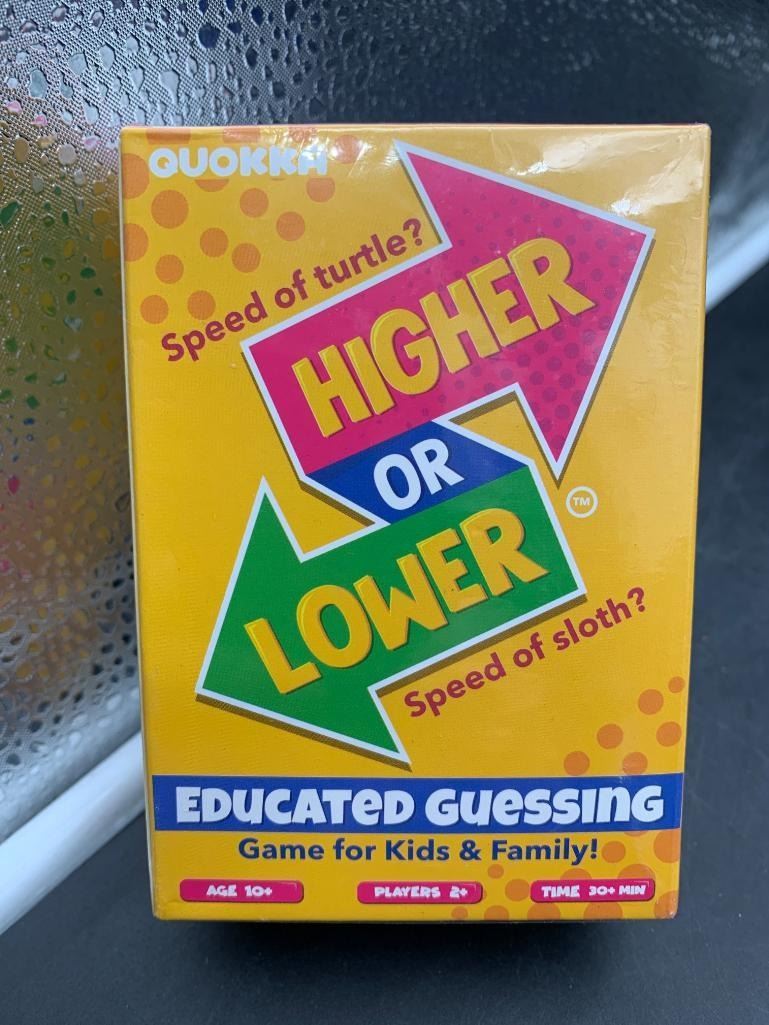 QUOKKA
Speed of turtle?
HIGHER
OR
LOWER
TM
Speed of sloth?
EDUCATED GUESSING
Game for Kids & Family!
AGE 10+
PLAYERS 2+
TIME 30+ MIN